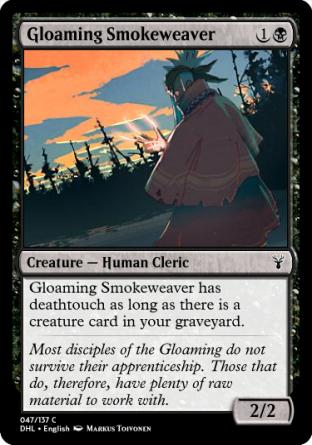 Gloaming Smokeweaver 1
Creature — Human Cleric
Gloaming Smokeweaver has
deathtouch as long as there is a
creature card in your graveyard.
Most disciples of the Gloaming do not
survive their apprenticeship. Those that
do, therefore, have plenty of raw
material to work with.
2/2
047/137 C
DHL • English Markus Toivonen